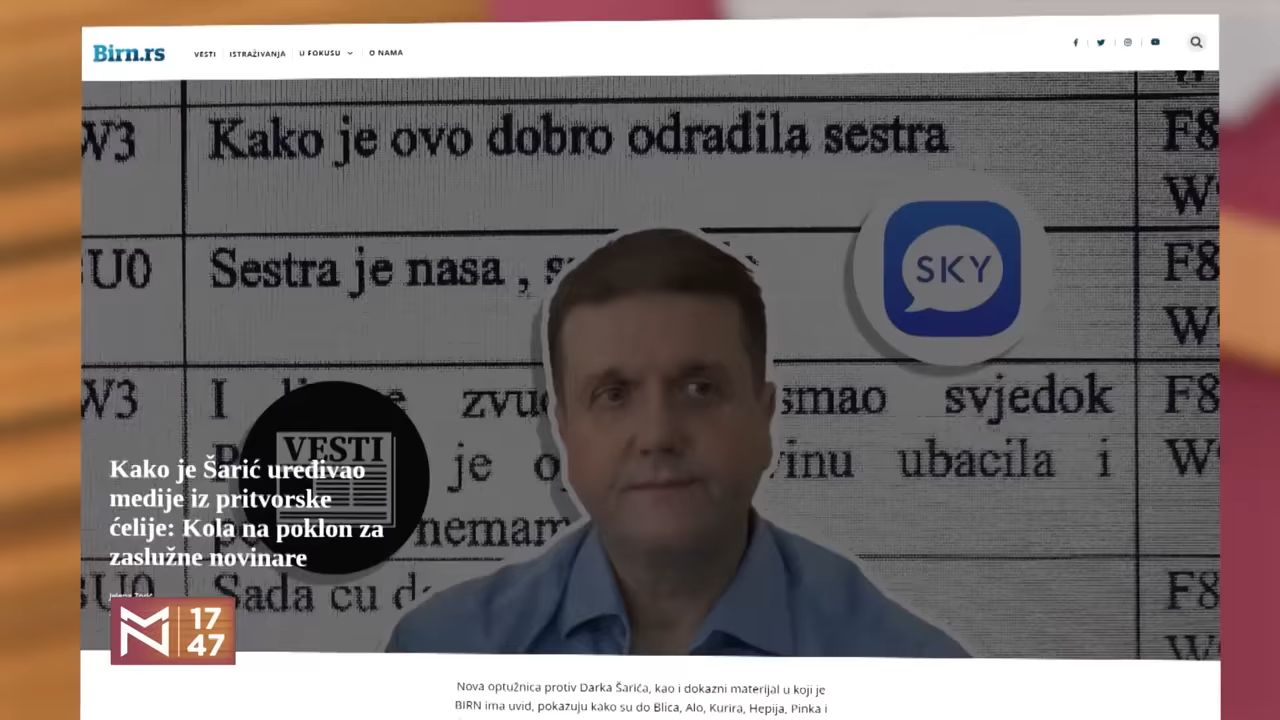 Birn.rs
VESTI
ISTRAŽIVANJA
U FOKUSU
O NAMA
W3
Kako je ovo dobro odradila sestra
F8
W
U0
Sestra je nasa ,
F8
W
SKY
W3
I
smao svjedok
F8
VESTI
je
ubacila i
W
nemam
Kako je Šarić uređivao
medije iz pritvorske
ćelije: Kola na poklon za
zaslužne novinare
U0
Sada cu
F8
W
17
47
Nova optužnica protiv Darka Šarića, kao i dokazni materijal u koji je
BIRN ima uvid, pokazuju kako su do Blica, Alo, Kurira, Hepija, Pinka i